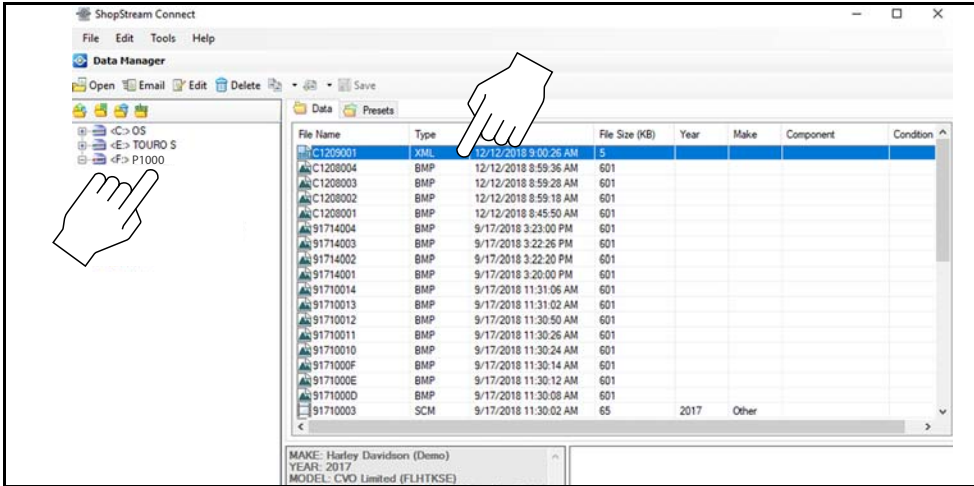 ShopStream Connect
File Edit Tools Help
Data Manager
Open Email Edit Delete Save
Data Presets
<C:> OS
<E:> TOURO S
<F:> P1000
File Name Type File Size (KB) Year Make Component Condition
C1209001 XML 12/12/2018 9:00:26 AM 5
C1208004 BMP 12/12/2018 8:59:36 AM 601
C1208003 BMP 12/12/2018 8:59:28 AM 601
C1208002 BMP 12/12/2018 8:59:18 AM 601
C1208001 BMP 12/12/2018 8:45:50 AM 601
91714004 BMP 9/17/2018 3:23:00 PM 601
91714003 BMP 9/17/2018 3:22:26 PM 601
91714002 BMP 9/17/2018 3:22:20 PM 601
91714001 BMP 9/17/2018 3:20:00 PM 601
91710014 BMP 9/17/2018 11:31:06 AM 601
91710013 BMP 9/17/2018 11:31:02 AM 601
91710012 BMP 9/17/2018 11:30:50 AM 601
91710011 BMP 9/17/2018 11:30:26 AM 601
91710010 BMP 9/17/2018 11:30:24 AM 601
9171000F BMP 9/17/2018 11:30:14 AM 601
9171000E BMP 9/17/2018 11:30:12 AM 601
9171000D BMP 9/17/2018 11:30:08 AM 601
91710003 SCM 9/17/2018 11:30:02 AM 65 2017 Other
MAKE: Harley Davidson (Demo)
YEAR: 2017
MODEL: CVO Limited (FLHTKSE)